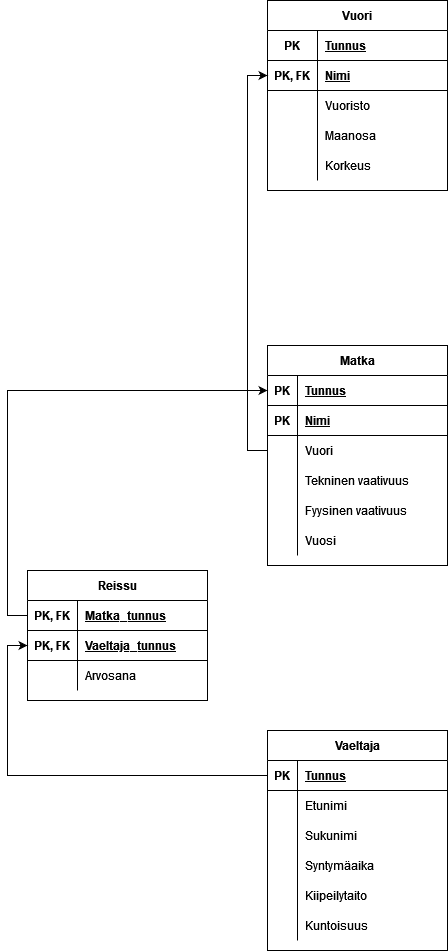 Vuori
PK Tunnus
PK, FK Nimi
Vuoristo
Maanosa
Korkeus
Matka
PK Tunnus
PK Nimi
Vuori
Tekninen vaativuus
Fyysinen vaativuus
Vuosi
Reissu
PK, FK Matka_tunnus
PK, FK Vaeltaja_tunnus
Arvosana
Vaeltaja
PK Tunnus
Etunimi
Sukunimi
Syntymäaika
Kiipeilytaito
Kuntoisuus